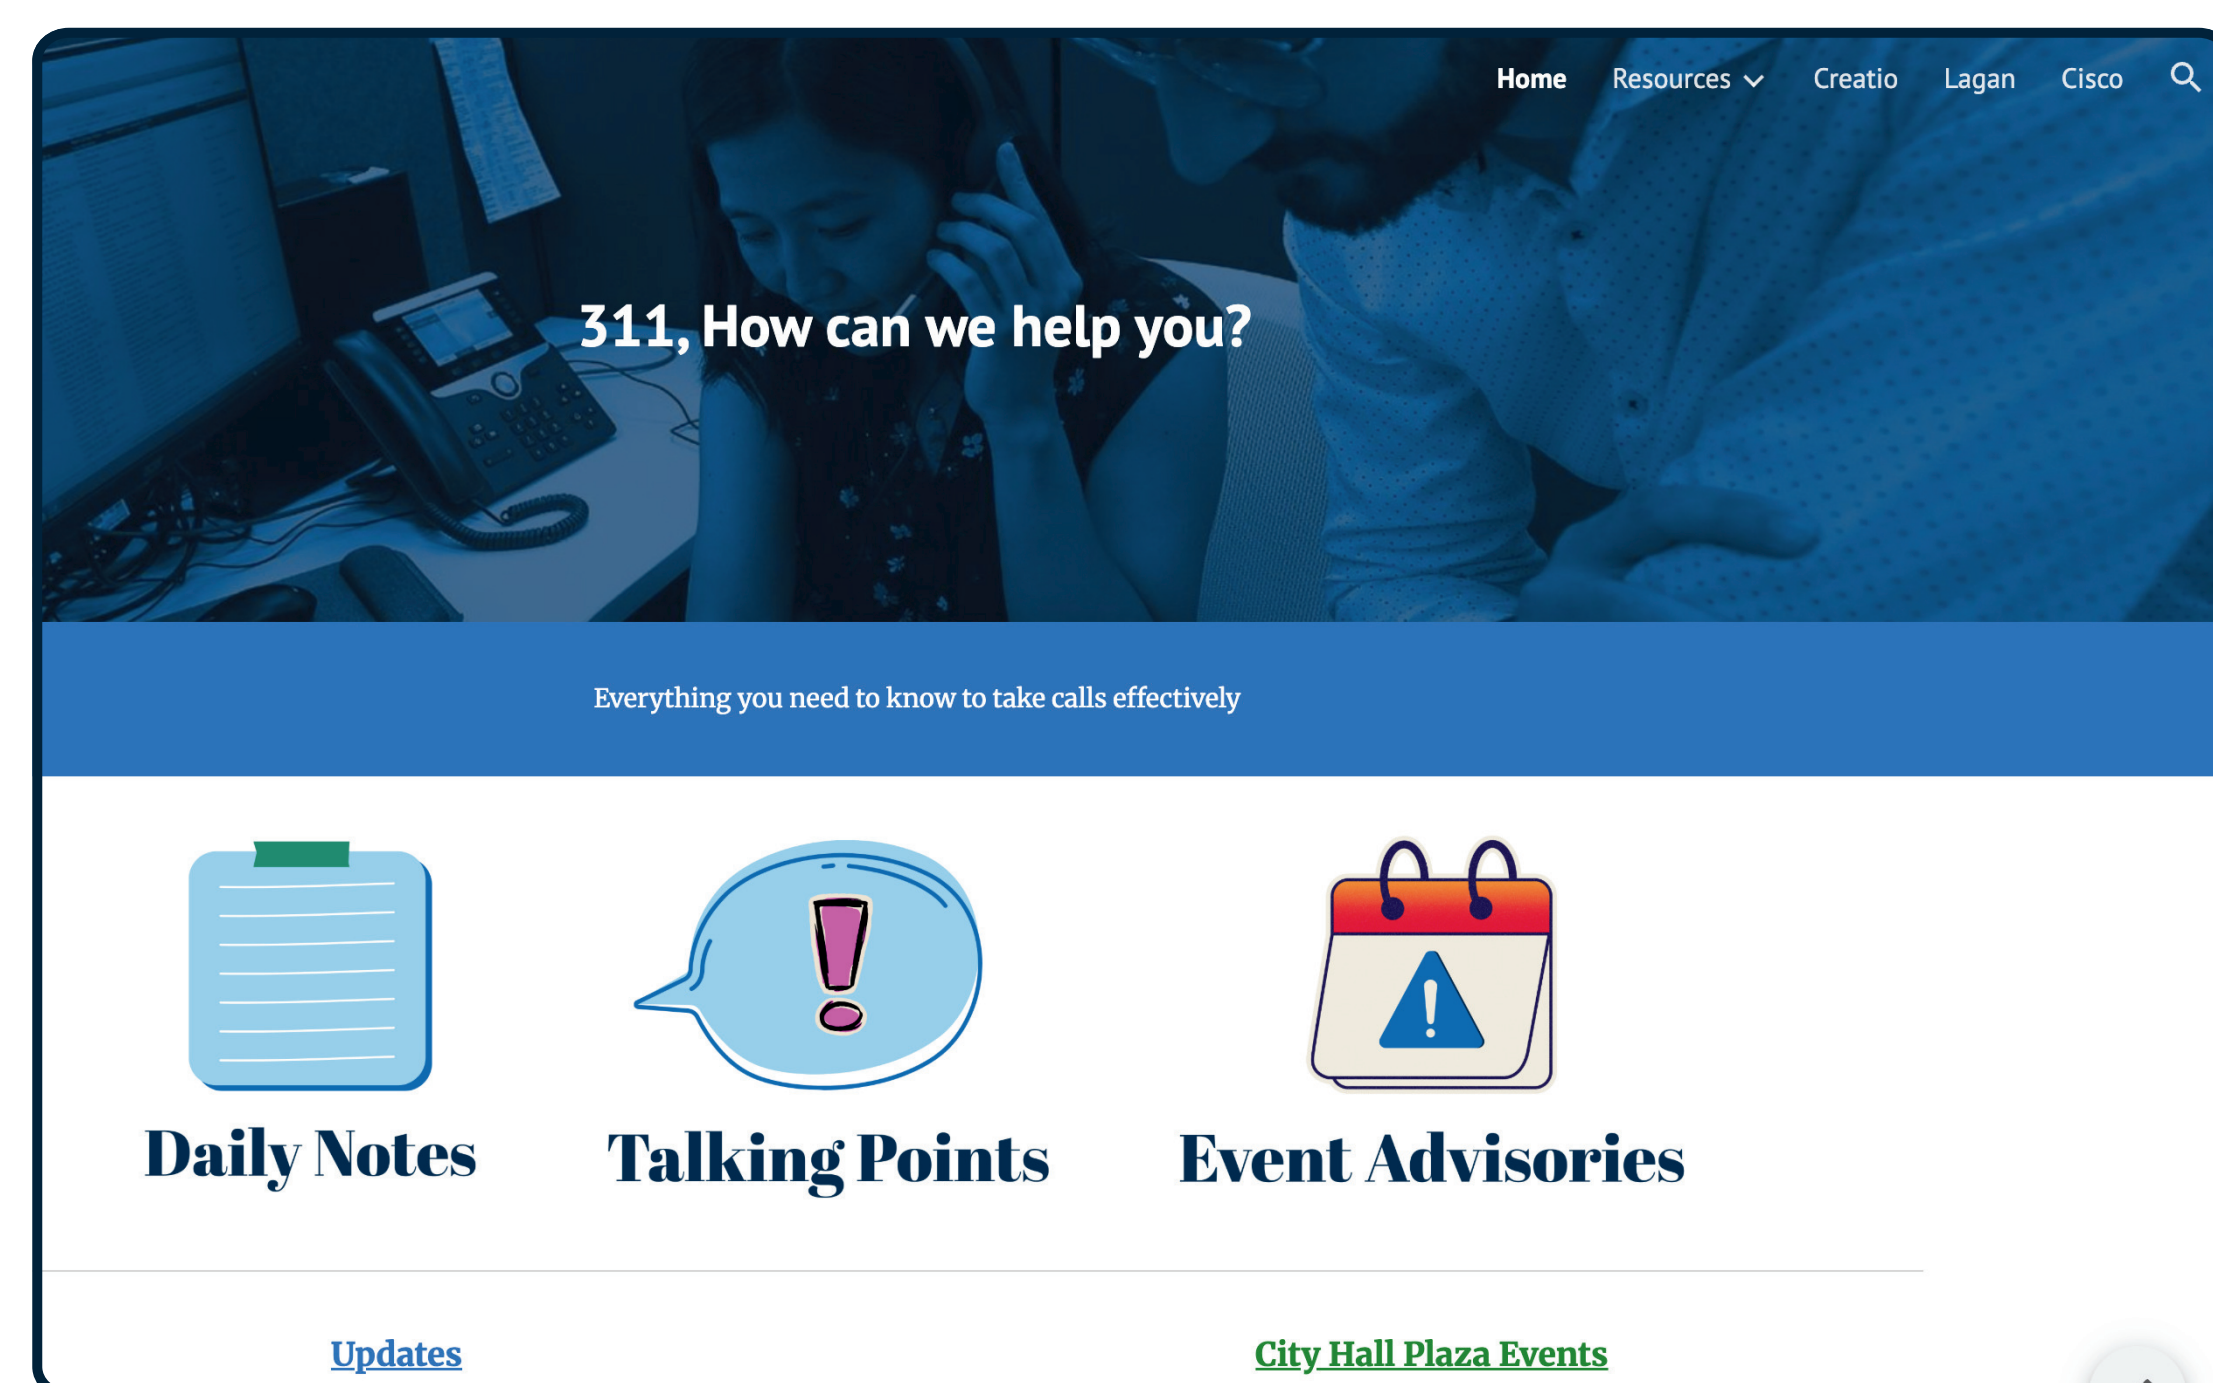 Home Resources Creatio Lagan Cisco
311, How can we help you?
Everything you need to know to take calls effectively
Daily Notes
Talking Points
Event Advisories
Updates
City Hall Plaza Events